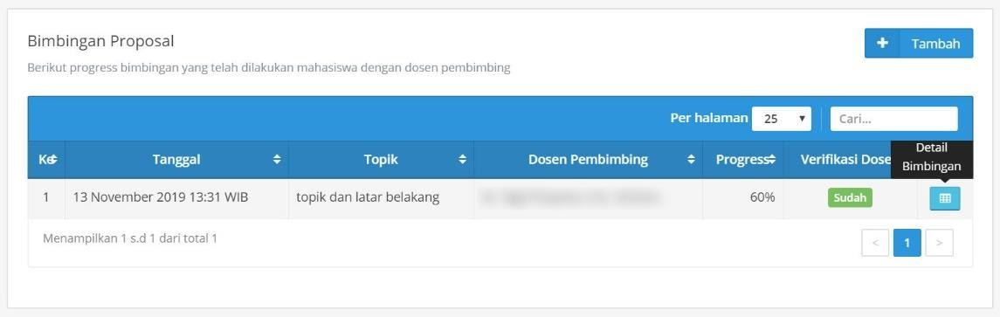 Bimbingan Proposal
+ Tambah
Berikut progress bimbingan yang telah dilakukan mahasiswa dengan dosen pembimbing
Per halaman 25 Cari...
Ke Tanggal Topik Dosen Pembimbing Progress Verifikasi Dose
Detail
Bimbingan
1 13 November 2019 13:31 WIB topik dan latar belakang 60% Sudah
Menampilkan 1 s.d 1 dari total 1
< 1 >